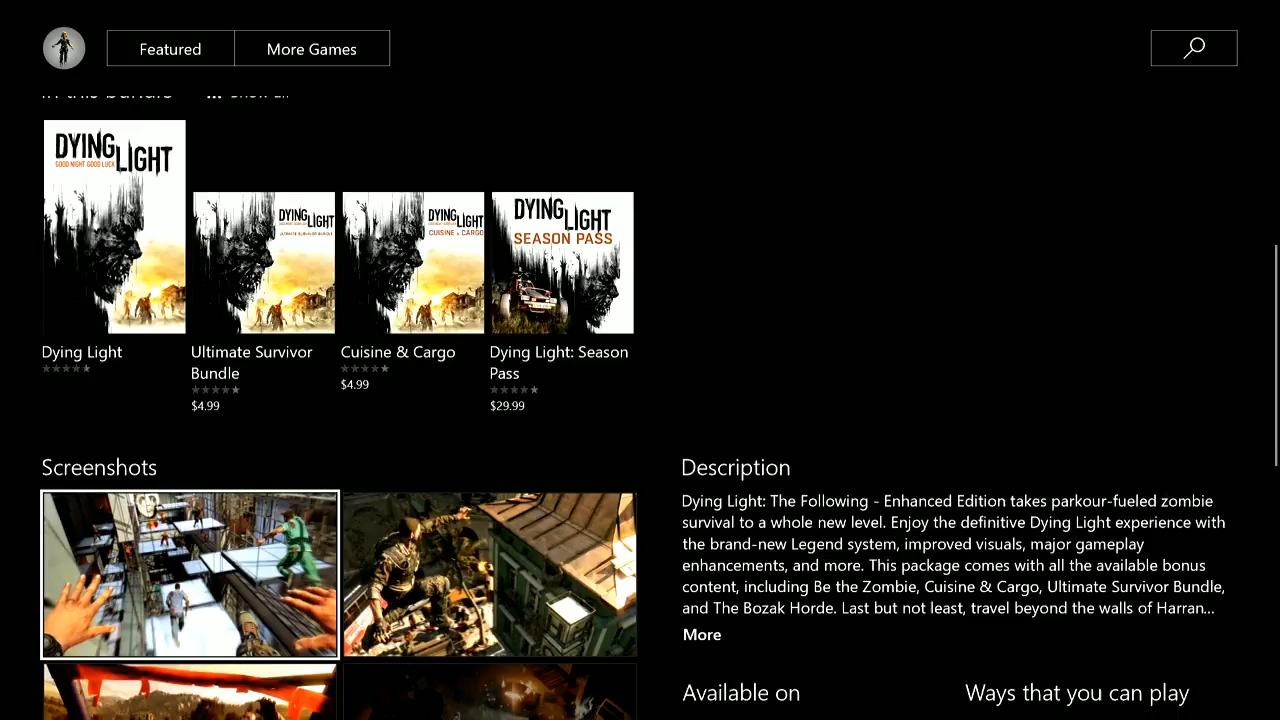 Featured
More Games
DYING LIGHT
GOOD NIGHT GOOD LUCK
DYING LIGHT
ULTIMATE SURVIVOR BUNDLE
DYING LIGHT
CUISINE & CARGO
DYING LIGHT
SEASON PASS
Dying Light
Ultimate Survivor
Bundle
$4.99
Cuisine & Cargo
$4.99
Dying Light: Season
Pass
$29.99
Screenshots
Description
Dying Light: The Following - Enhanced Edition takes parkour-fueled zombie
survival to a whole new level. Enjoy the definitive Dying Light experience with
the brand-new Legend system, improved visuals, major gameplay
enhancements, and more. This package comes with all the available bonus
content, including Be the Zombie, Cuisine & Cargo, Ultimate Survivor Bundle,
and The Bozak Horde. Last but not least, travel beyond the walls of Harran...
More
Available on
Ways that you can play